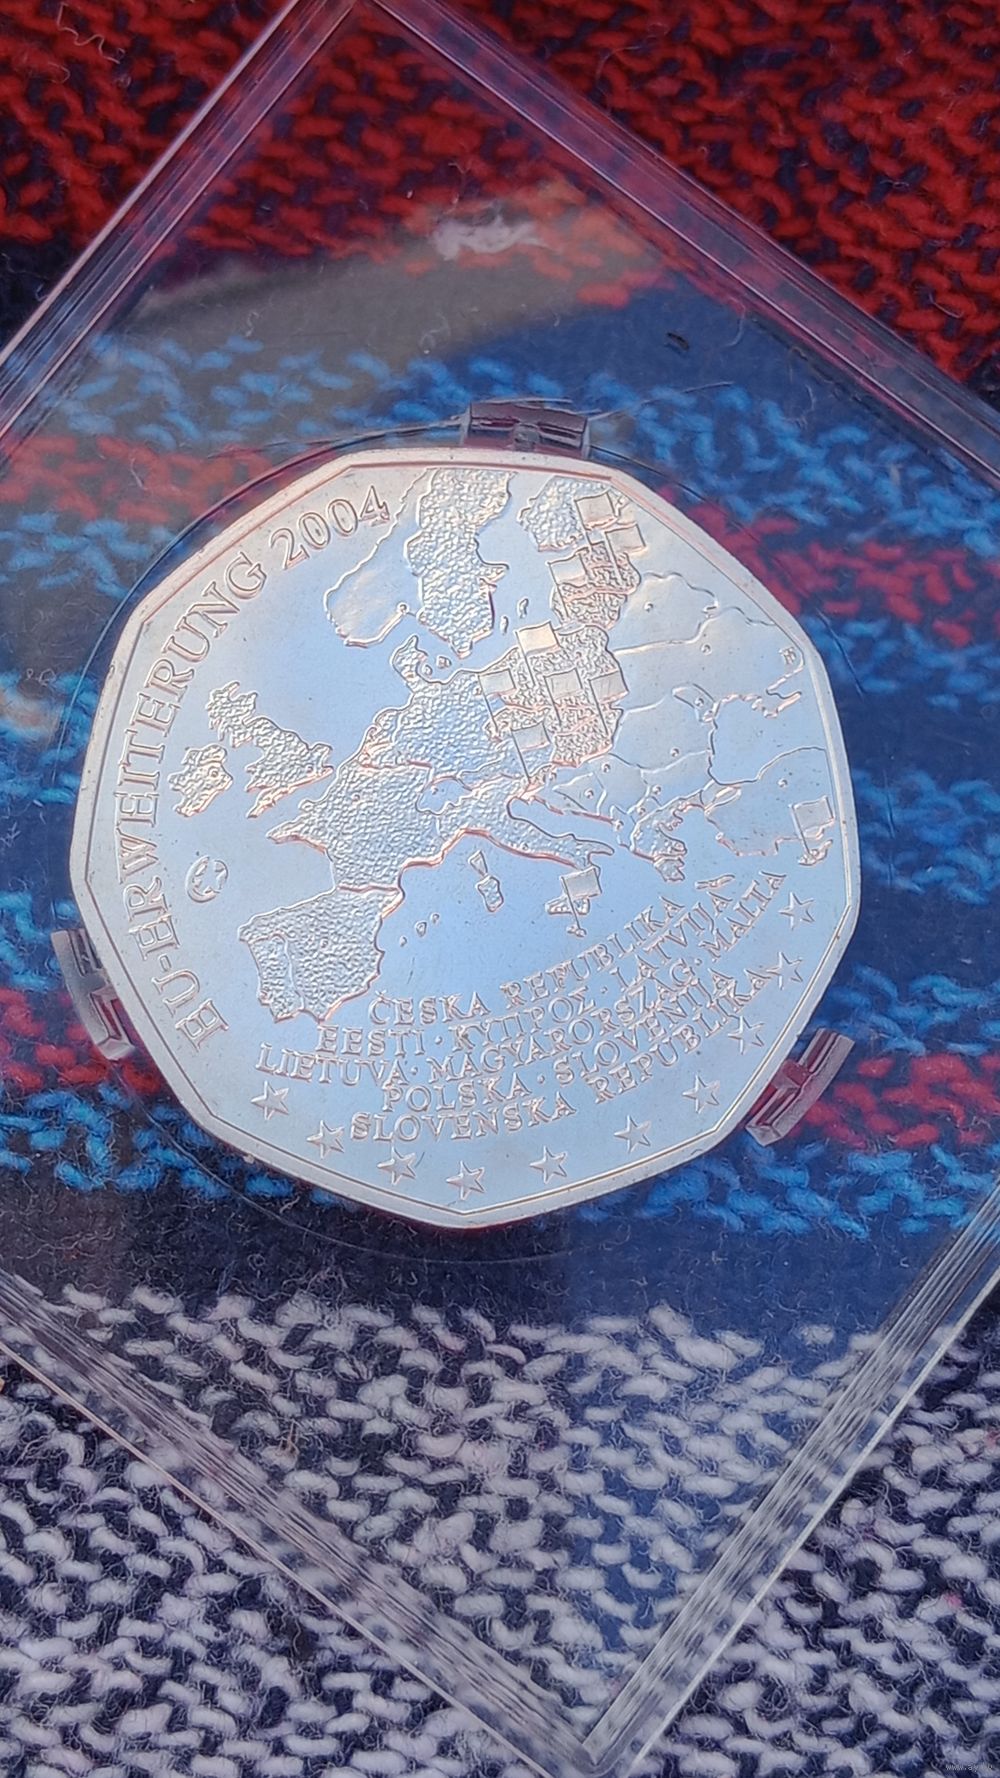 EU-ERWEITERUNG 2004
ČESKA REPUBLIKA
EESTI · ΚΥΠΡΟΣ · LATVIJA
LIETUVA · MAGYARORSZÁG · MALTA
POLSKA · SLOVENIJA
SLOVENSKA REPUBLIKA